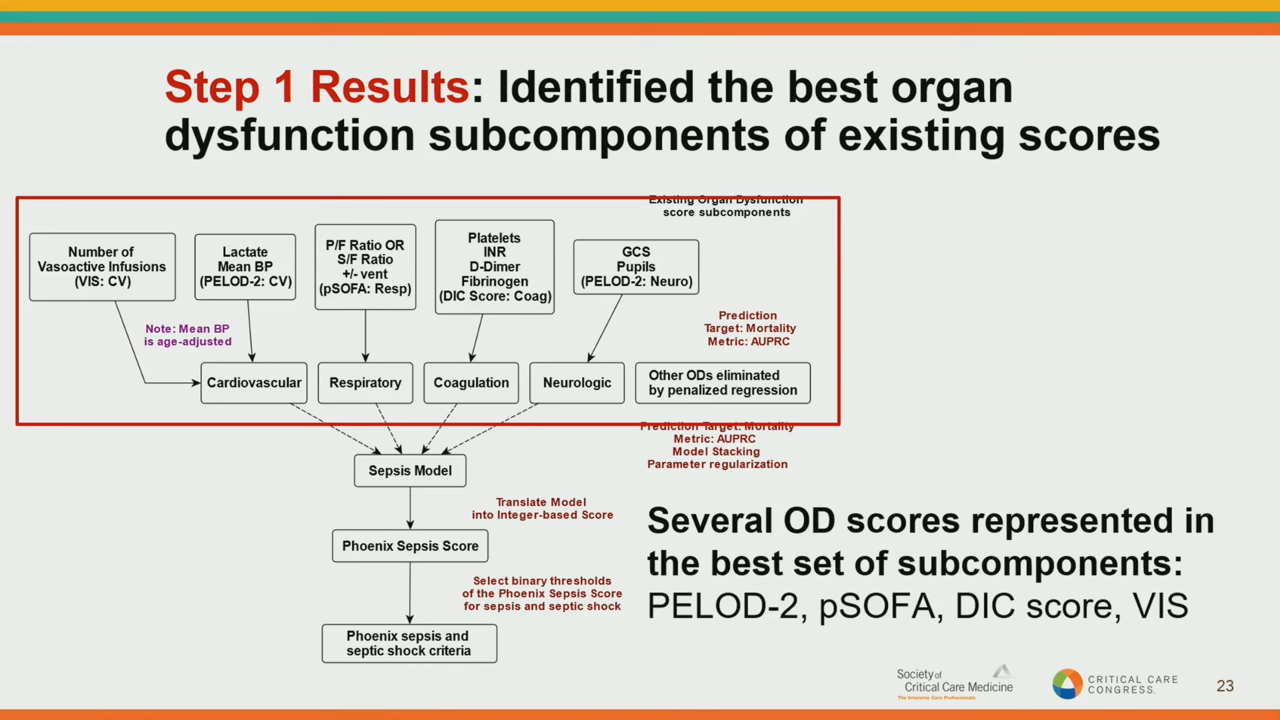 Step 1 Results: Identified the best organ
dysfunction subcomponents of existing scores
Existing Organ Dysfunction
score subcomponents
Number of
Vasoactive Infusions
(VIS: CV)
Lactate
Mean BP
(PELOD-2: CV)
P/F Ratio OR
S/F Ratio
+/- vent
(pSOFA: Resp)
Platelets
INR
D-Dimer
Fibrinogen
(DIC Score: Coag)
GCS
Pupils
(PELOD-2: Neuro)
Note: Mean BP
is age-adjusted
Prediction
Target: Mortality
Metric: AUPRC
Cardiovascular
Respiratory
Coagulation
Neurologic
Other ODs eliminated
by penalized regression
Prediction Target: Mortality
Metric: AUPRC
Model Stacking
Parameter regularization
Sepsis Model
Translate Model
into Integer-based Score
Phoenix Sepsis Score
Select binary thresholds
of the Phoenix Sepsis Score
for sepsis and septic shock
Phoenix sepsis and
septic shock criteria
Several OD scores represented in
the best set of subcomponents:
PELOD-2, pSOFA, DIC score, VIS
Society of
Critical Care Medicine
The Intensive Care Professionals
CRITICAL CARE
CONGRESS.
23